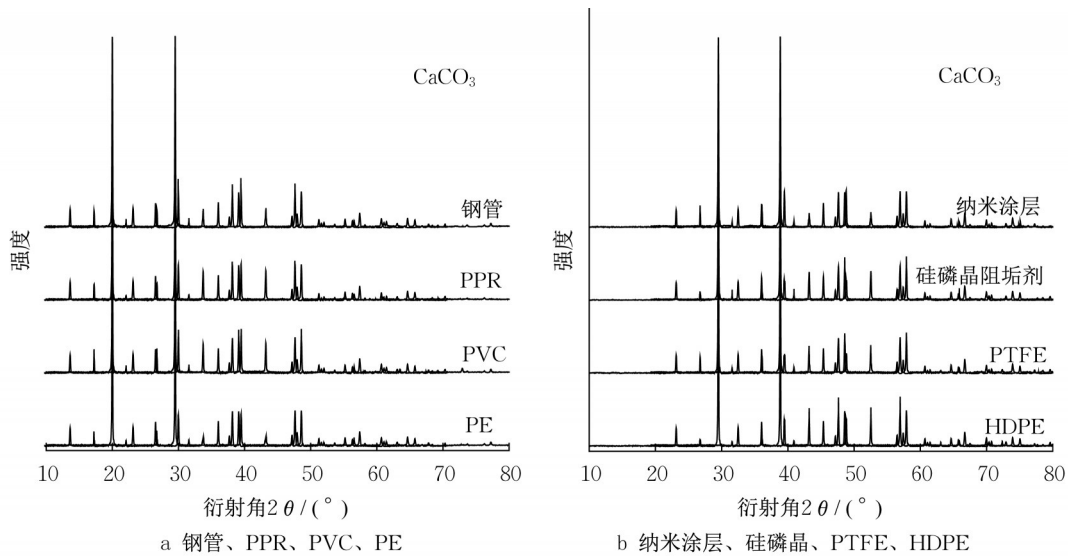 CaCO₃
钢管
PPR
PVC
PE
强度
10 20 30 40 50 60 70 80
衍射角2θ/(°)
a 钢管、PPR、PVC、PE
CaCO₃
纳米涂层
硅磷晶阻垢剂
PTFE
HDPE
强度
10 20 30 40 50 60 70 80
衍射角2θ/(°)
b 纳米涂层、硅磷晶、PTFE、HDPE